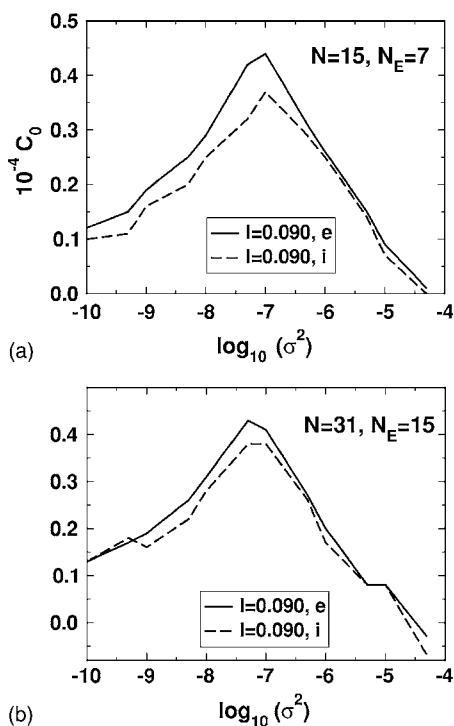 0.5
N=15, N_E=7
0.4
0.3
10⁻⁴ C₀
0.2
I=0.090, e
0.1
I=0.090, i
0.0
-10 -9 -8 -7 -6 -5 -4
(a)
log₁₀ (σ²)
N=31, N_E=15
0.4
0.3
0.2
0.1
I=0.090, e
0.0
I=0.090, i
-10 -9 -8 -7 -6 -5 -4
(b)
log₁₀ (σ²)